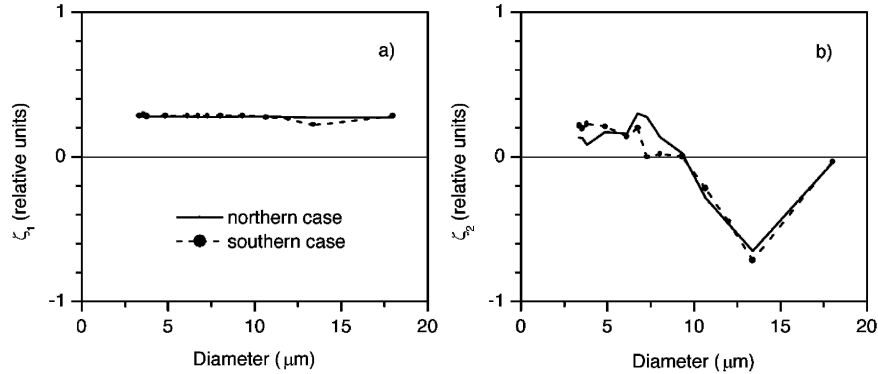 1
a)
0
-1
ζ1 (relative units)
northern case
southern case
0
5
10
15
20
Diameter (μm)
1
b)
0
-1
ζ2 (relative units)
0
5
10
15
20
Diameter (μm)